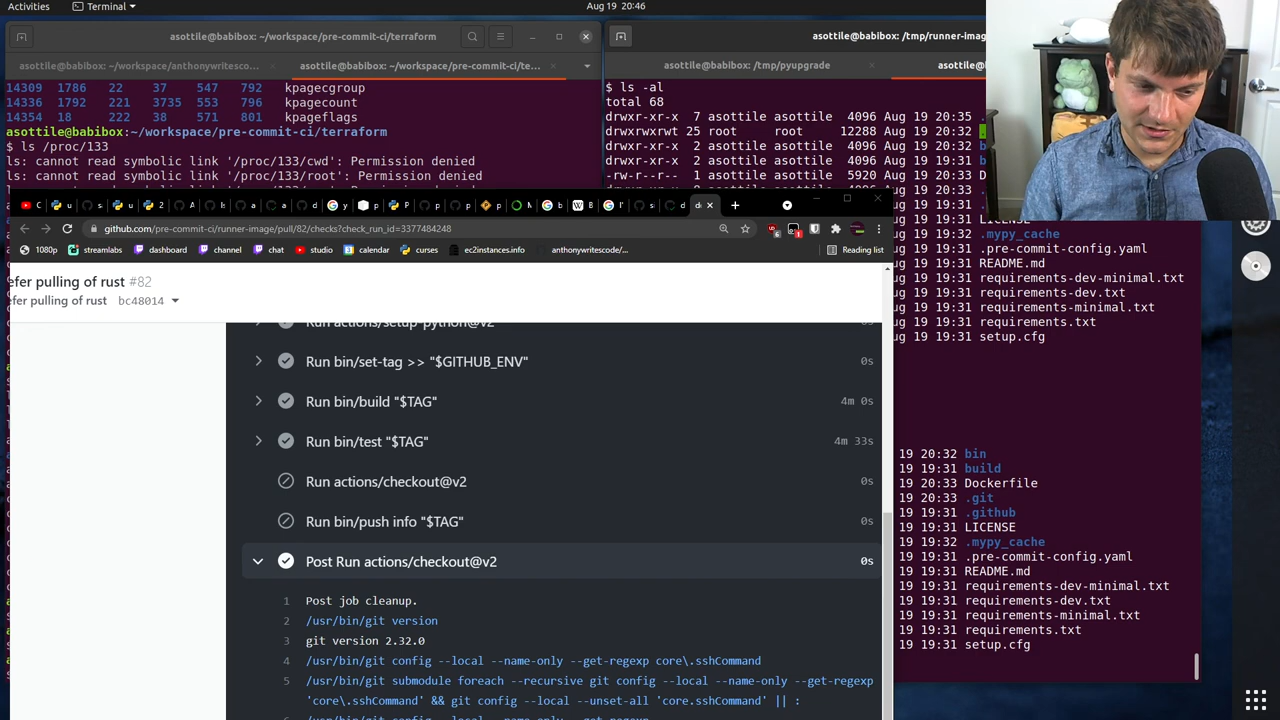 Activities
Terminal
Aug 19 20:46
asottile@babibox: ~/workspace/pre-commit-ci/terraform
asottile@babibox: ~/workspace/anthonywritesco...
asottile@babibox: ~/workspace/pre-commit-ci/te...
14309 1786 22 37 547 792 kpagecgroup
14336 1792 221 3735 553 796 kpagecount
14354 18 222 38 571 801 kpageflags
asottile@babibox:~/workspace/pre-commit-ci/terraform
$ ls /proc/133
ls: cannot read symbolic link '/proc/133/cwd': Permission denied
ls: cannot read symbolic link '/proc/133/root': Permission denied
asottile@babibox: /tmp/runner-imag
asottile@babibox: /tmp/pyupgrade
asottile@
$ ls -al
total 68
drwxr-xr-x 7 asottile asottile 4096 Aug 19 20:35 .
drwxrwxrwt 25 root root 12288 Aug 19 20:32
drwxr-xr-x 2 asottile asottile 4096 Aug 19 20:32 b
drwxr-xr-x 2 asottile asottile 4096 Aug 19 19:31 b
-rw-r--r-- 1 asottile asottile 5920 Aug 19 20:33 D
ug 19 19:31 LICENSE
ug 19 19:31 .mypy_cache
ug 19 19:31 .pre-commit-config.yaml
ug 19 19:31 README.md
ug 19 19:31 requirements-dev-minimal.txt
ug 19 19:31 requirements-dev.txt
ug 19 19:31 requirements-minimal.txt
ug 19 19:31 requirements.txt
ug 19 19:31 setup.cfg
19 20:32 bin
19 19:31 build
19 20:33 Dockerfile
19 20:33 .git
19 19:31 .github
19 19:31 LICENSE
19 19:32 .mypy_cache
19 19:31 .pre-commit-config.yaml
19 19:31 README.md
19 19:31 requirements-dev-minimal.txt
19 19:31 requirements-dev.txt
19 19:31 requirements-minimal.txt
19 19:31 requirements.txt
19 19:31 setup.cfg
github.com/pre-commit-ci/runner-image/pull/82/checks?check_run_id=3377484248
1080p streamlabs dashboard channel chat studio calendar curses ec2instances.info anthonywritescode/... Reading list
efer pulling of rust #82
efer pulling of rust bc48014
Run actions/setup-python@v2 0s
Run bin/set-tag >> "$GITHUB_ENV" 0s
Run bin/build "$TAG" 4m 0s
Run bin/test "$TAG" 4m 33s
Run actions/checkout@v2 0s
Run bin/push info "$TAG" 0s
Post Run actions/checkout@v2 0s
1 Post job cleanup.
2 /usr/bin/git version
3 git version 2.32.0
4 /usr/bin/git config --local --name-only --get-regexp core\.sshCommand
5 /usr/bin/git submodule foreach --recursive git config --local --name-only --get-regexp
'core\.sshCommand' && git config --local --unset-all 'core.sshCommand' || :